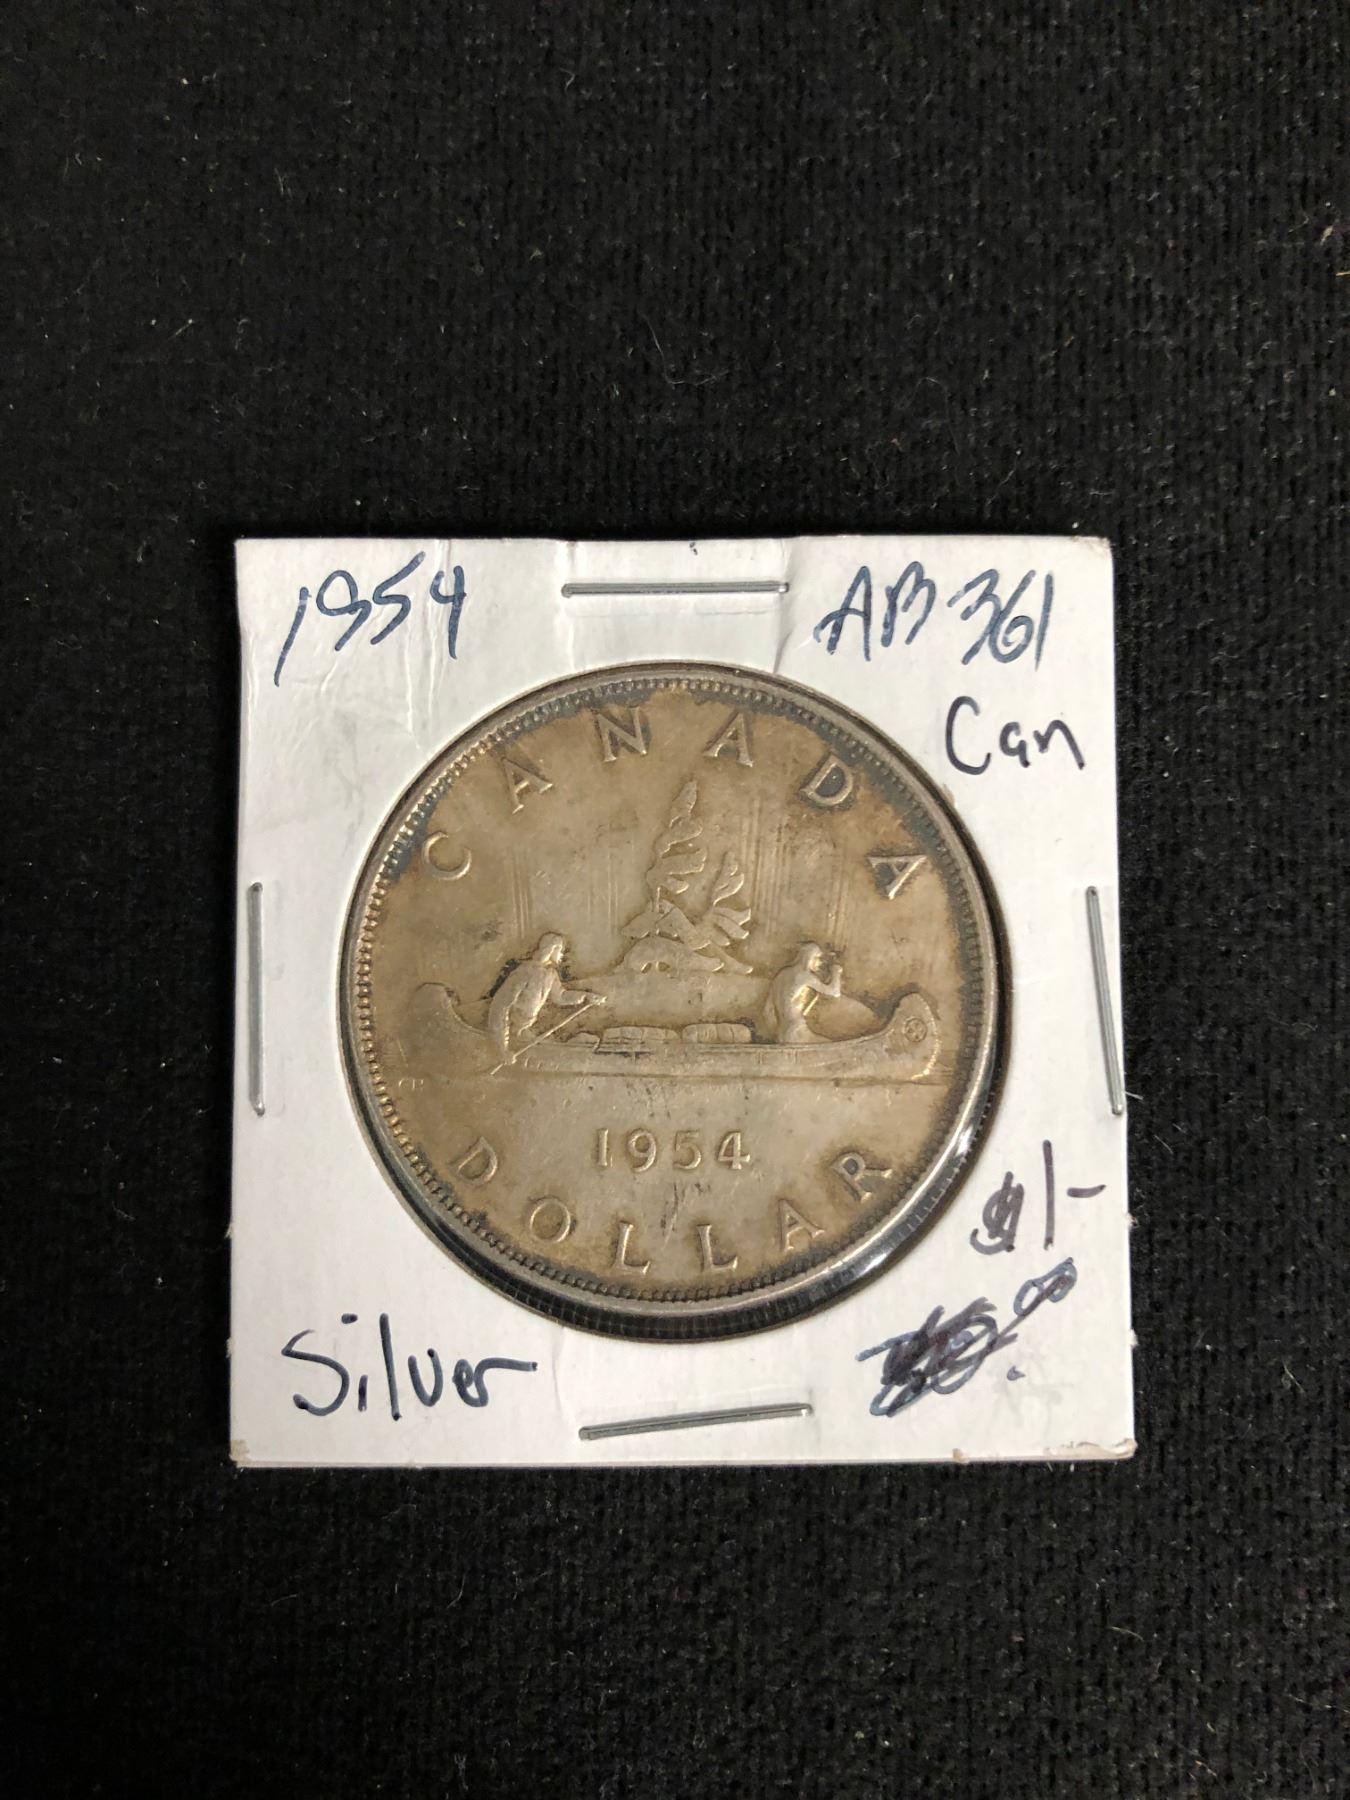 1954
AB 361
Can
CANADA
1954
DOLLAR
$1-
Silver